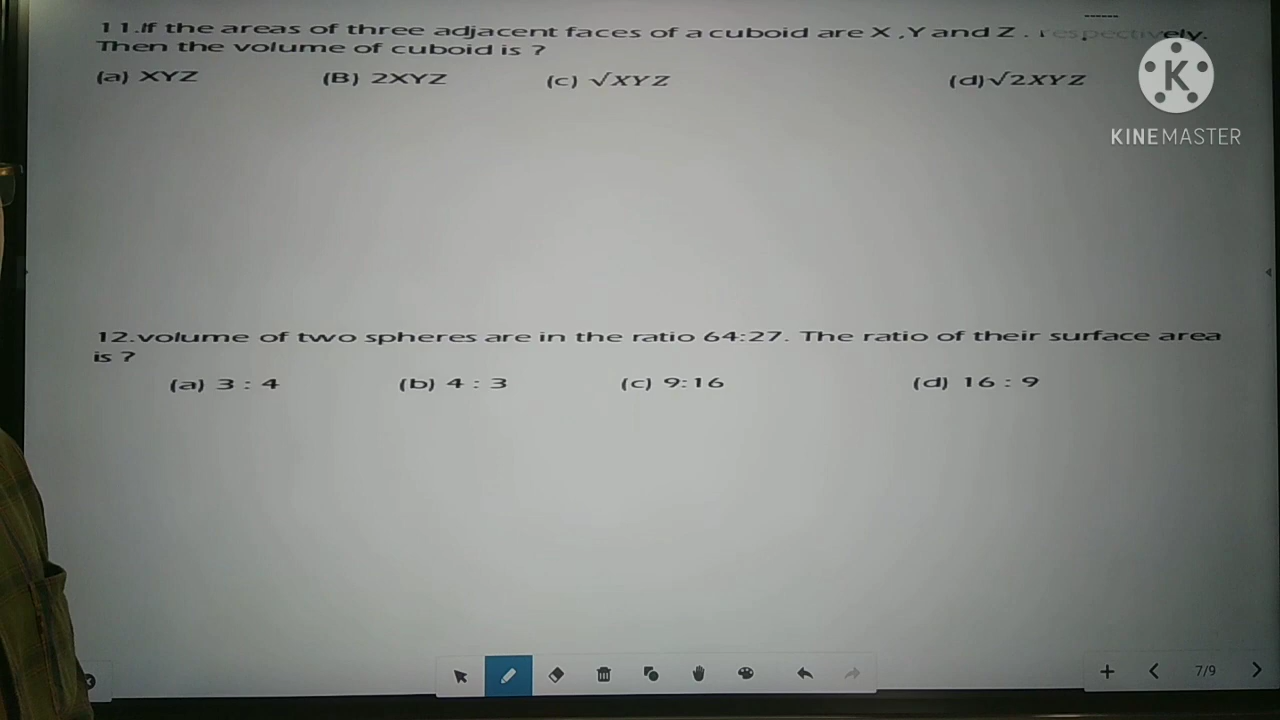 11.If the areas of three adjacent faces of a cuboid are X ,Y and Z . respectively.
Then the volume of cuboid is ?
(a) XYZ (B) 2XYZ (c) √XYZ (d)√2XYZ
KINEMASTER
12.volume of two spheres are in the ratio 64:27. The ratio of their surface area
is ?
(a) 3 : 4 (b) 4 : 3 (c) 9:16 (d) 16 : 9
7/9